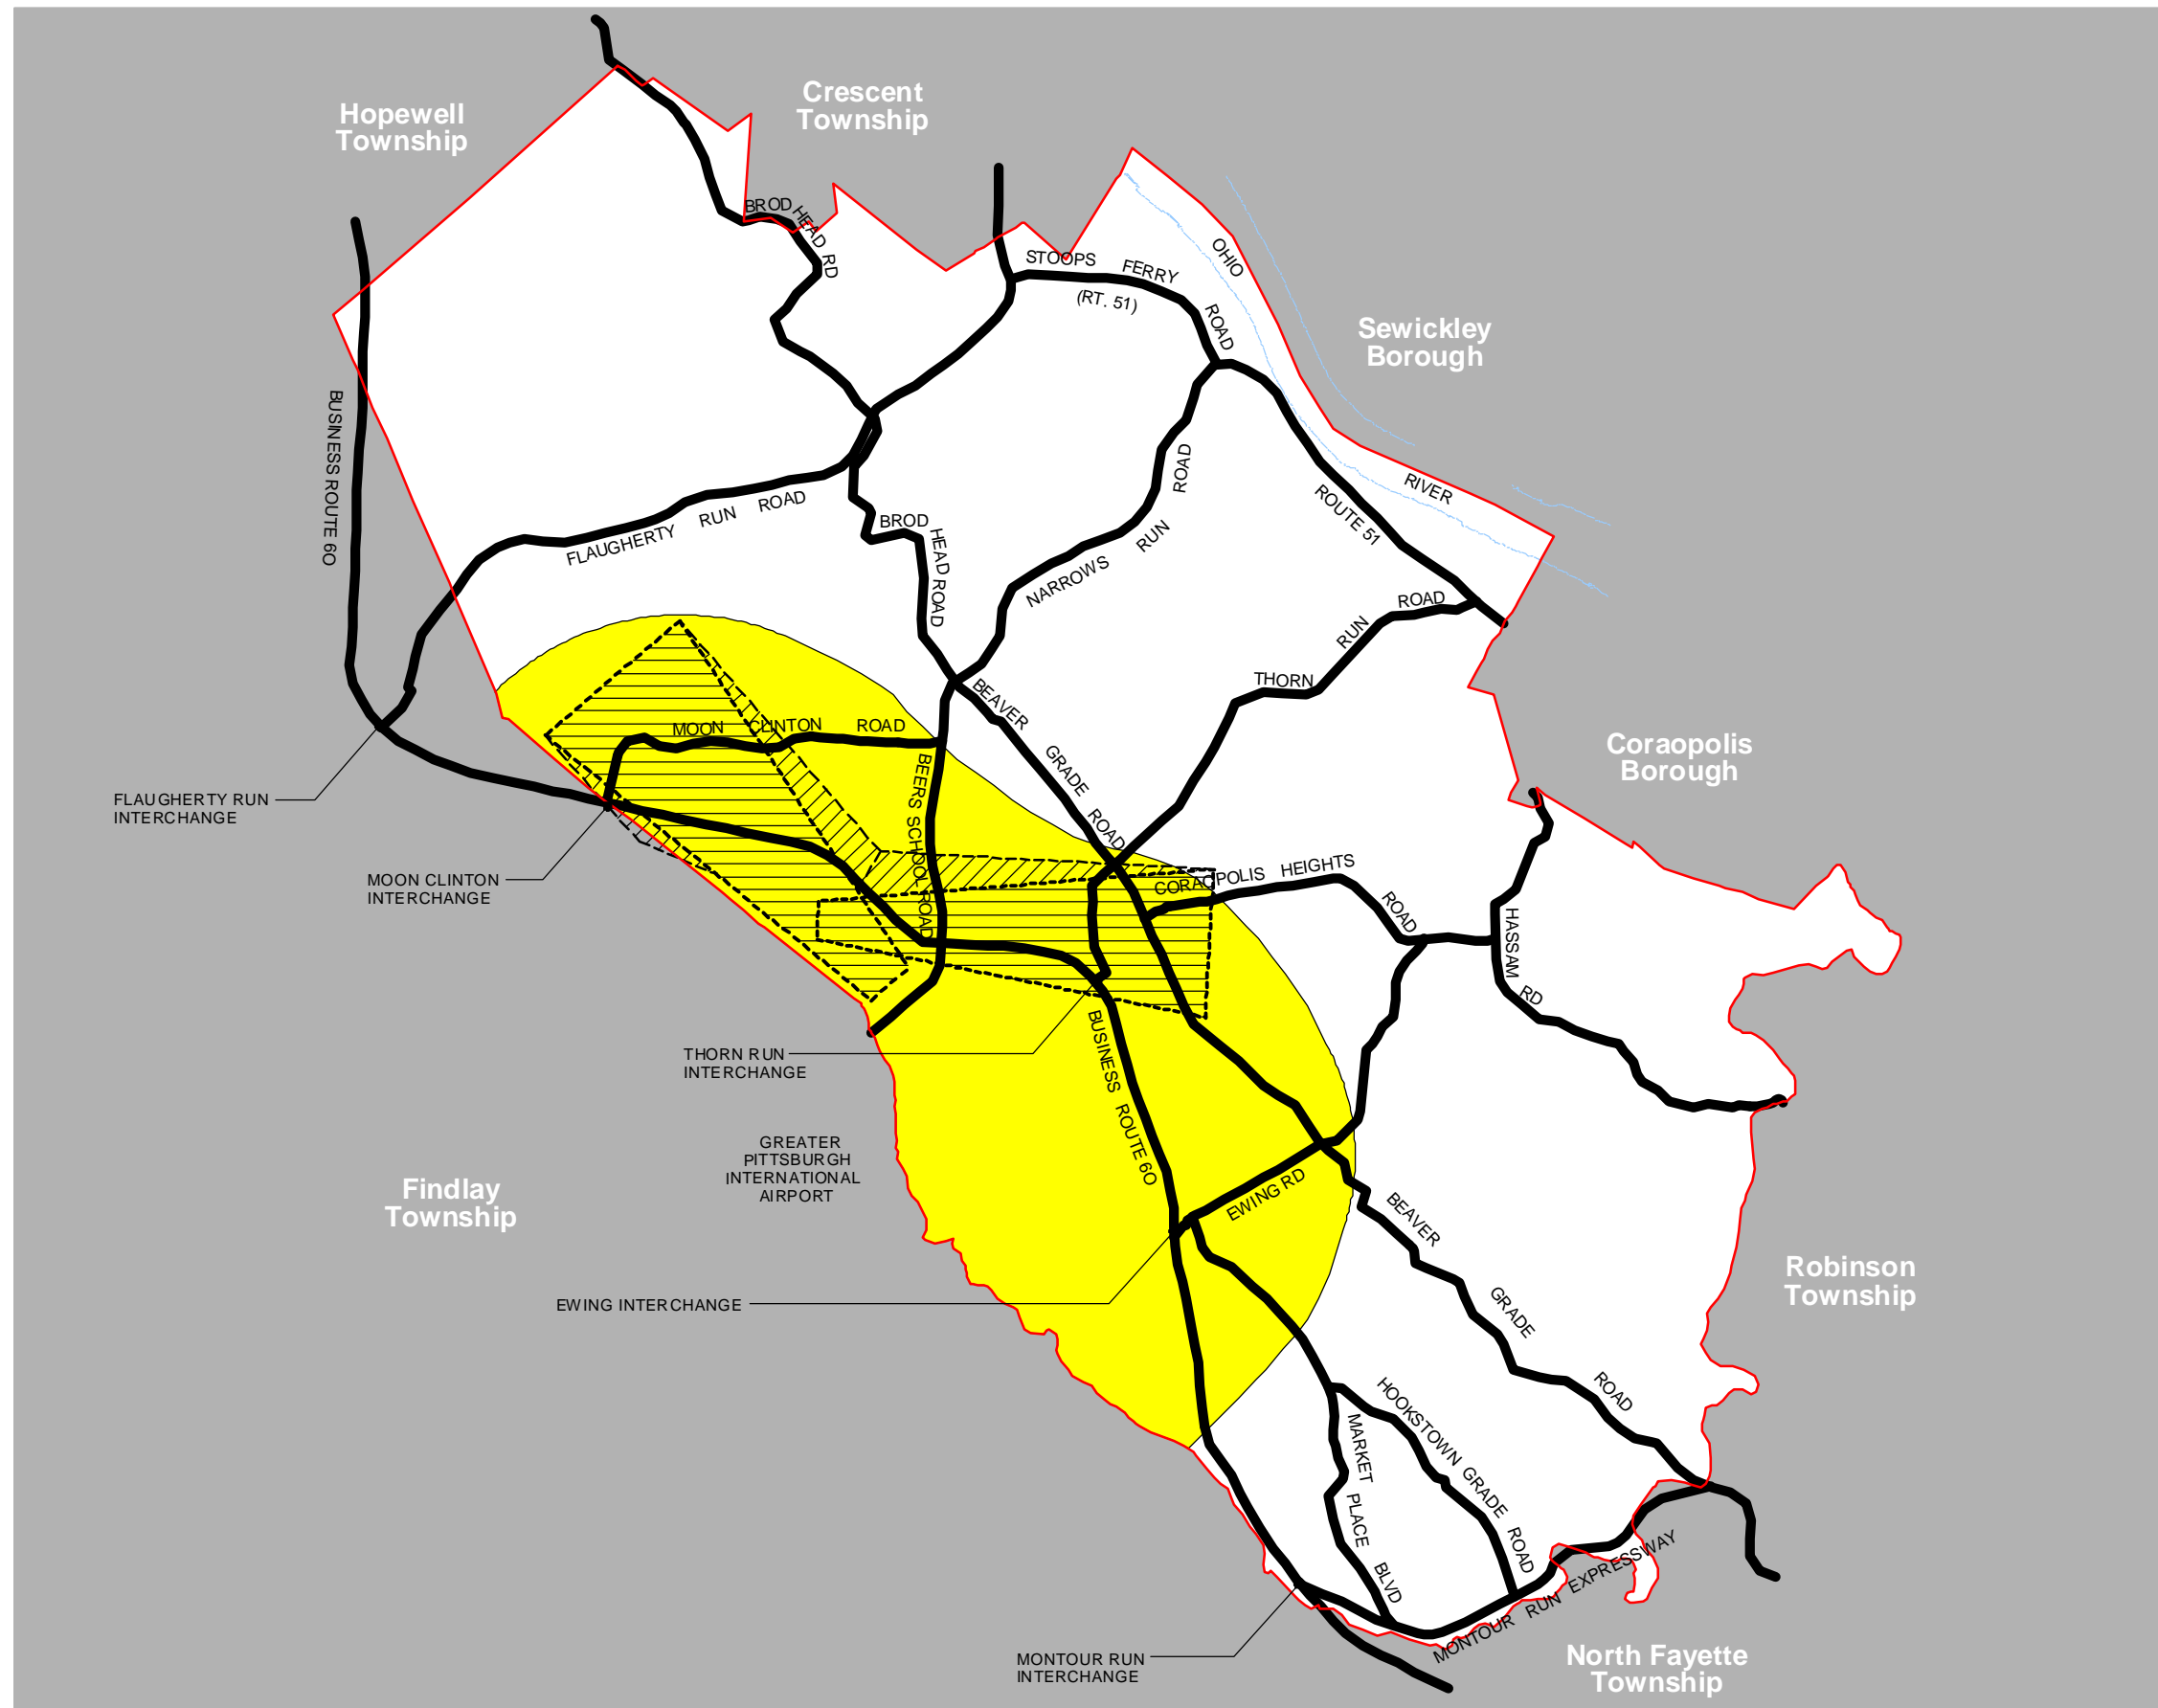 Hopewell
Township
Crescent
Township
BROD
HEAD
RD
STOOPS
FERRY
ROAD
(RT. 51)
OHIO
RIVER
Sewickley
Borough
BUSINESS ROUTE 60
ROUTE 51
FLAUGHERTY
RUN
ROAD
BROD
HEAD ROAD
NARROWS
RUN
ROAD
THORN
RUN
ROAD
BEAVER
GRADE
ROAD
MOON
CLINTON
ROAD
BEERS SCHOOL ROAD
Coraopolis
Borough
FLAUGHERTY RUN
INTERCHANGE
MOON CLINTON
INTERCHANGE
CORAOPOLIS
HEIGHTS
ROAD
HASSAM
RD
THORN RUN
INTERCHANGE
BUSINESS ROUTE 60
GREATER
PITTSBURGH
INTERNATIONAL
AIRPORT
Findlay
Township
EWING RD
BEAVER
GRADE
ROAD
Robinson
Township
EWING INTERCHANGE
HOOKSTOWN GRADE ROAD
MARKET
PLACE
BLVD
MONTOUR RUN EXPRESSWAY
MONTOUR RUN
INTERCHANGE
North Fayette
Township